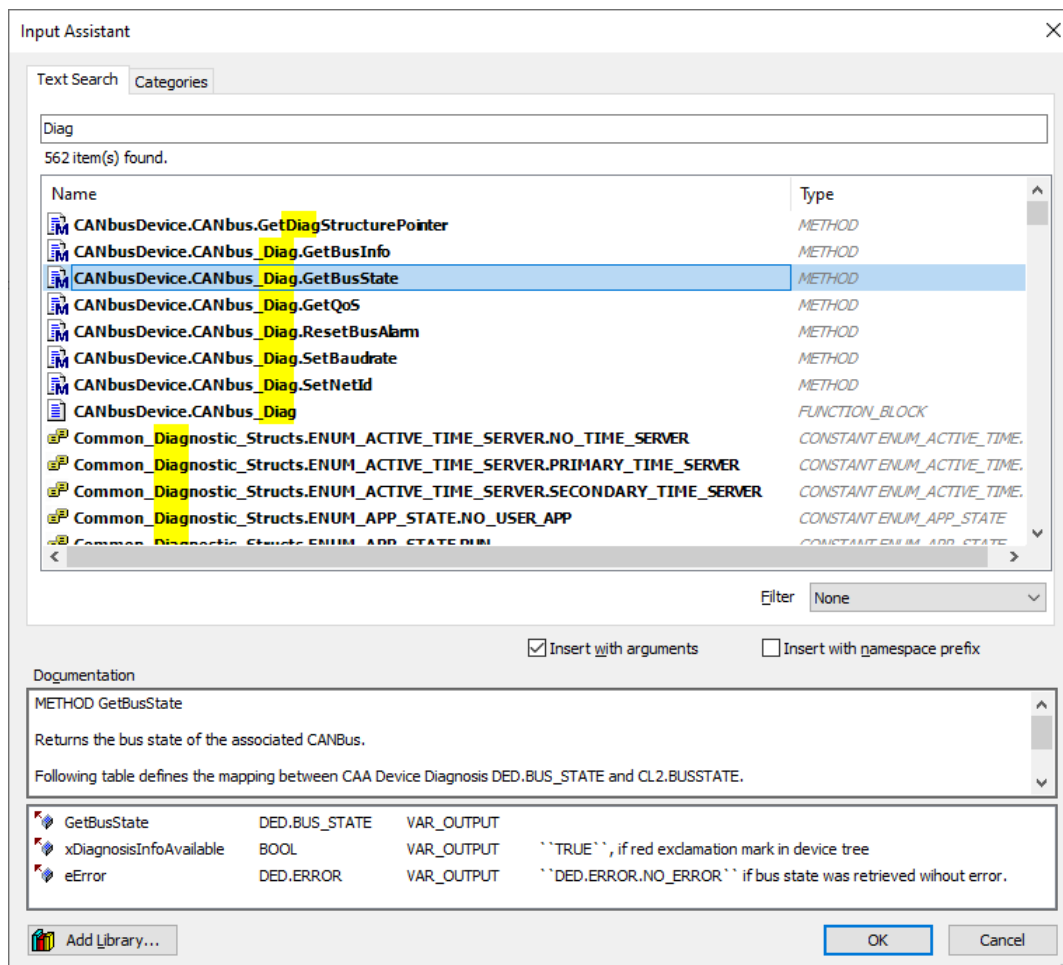 Input Assistant
Text Search Categories
Diag
562 item(s) found.
Name Type
CANbusDevice.CANbus.GetDiagStructurePointer METHOD
CANbusDevice.CANbus_Diag.GetBusInfo METHOD
CANbusDevice.CANbus_Diag.GetBusState METHOD
CANbusDevice.CANbus_Diag.GetQoS METHOD
CANbusDevice.CANbus_Diag.ResetBusAlarm METHOD
CANbusDevice.CANbus_Diag.SetBaudrate METHOD
CANbusDevice.CANbus_Diag.SetNetId METHOD
CANbusDevice.CANbus_Diag FUNCTION_BLOCK
Common_Diagnostic_Structs.ENUM_ACTIVE_TIME_SERVER.NO_TIME_SERVER CONSTANT ENUM_ACTIVE_TIME.
Common_Diagnostic_Structs.ENUM_ACTIVE_TIME_SERVER.PRIMARY_TIME_SERVER CONSTANT ENUM_ACTIVE_TIME.
Common_Diagnostic_Structs.ENUM_ACTIVE_TIME_SERVER.SECONDARY_TIME_SERVER CONSTANT ENUM_ACTIVE_TIME.
Common_Diagnostic_Structs.ENUM_APP_STATE.NO_USER_APP CONSTANT ENUM_APP_STATE
Common_Diagnostic_Structs.ENUM_APP_STATE.RUN CONSTANT ENUM_APP_STATE
Filter None
Insert with arguments Insert with namespace prefix
Documentation
METHOD GetBusState
Returns the bus state of the associated CANBus.
Following table defines the mapping between CAA Device Diagnosis DED.BUS_STATE and CL2.BUSSTATE.
GetBusState DED.BUS_STATE VAR_OUTPUT
xDiagnosisInfoAvailable BOOL VAR_OUTPUT ``TRUE``, if red exclamation mark in device tree
eError DED.ERROR VAR_OUTPUT ``DED.ERROR.NO_ERROR`` if bus state was retrieved wihout error.
Add Library... OK Cancel